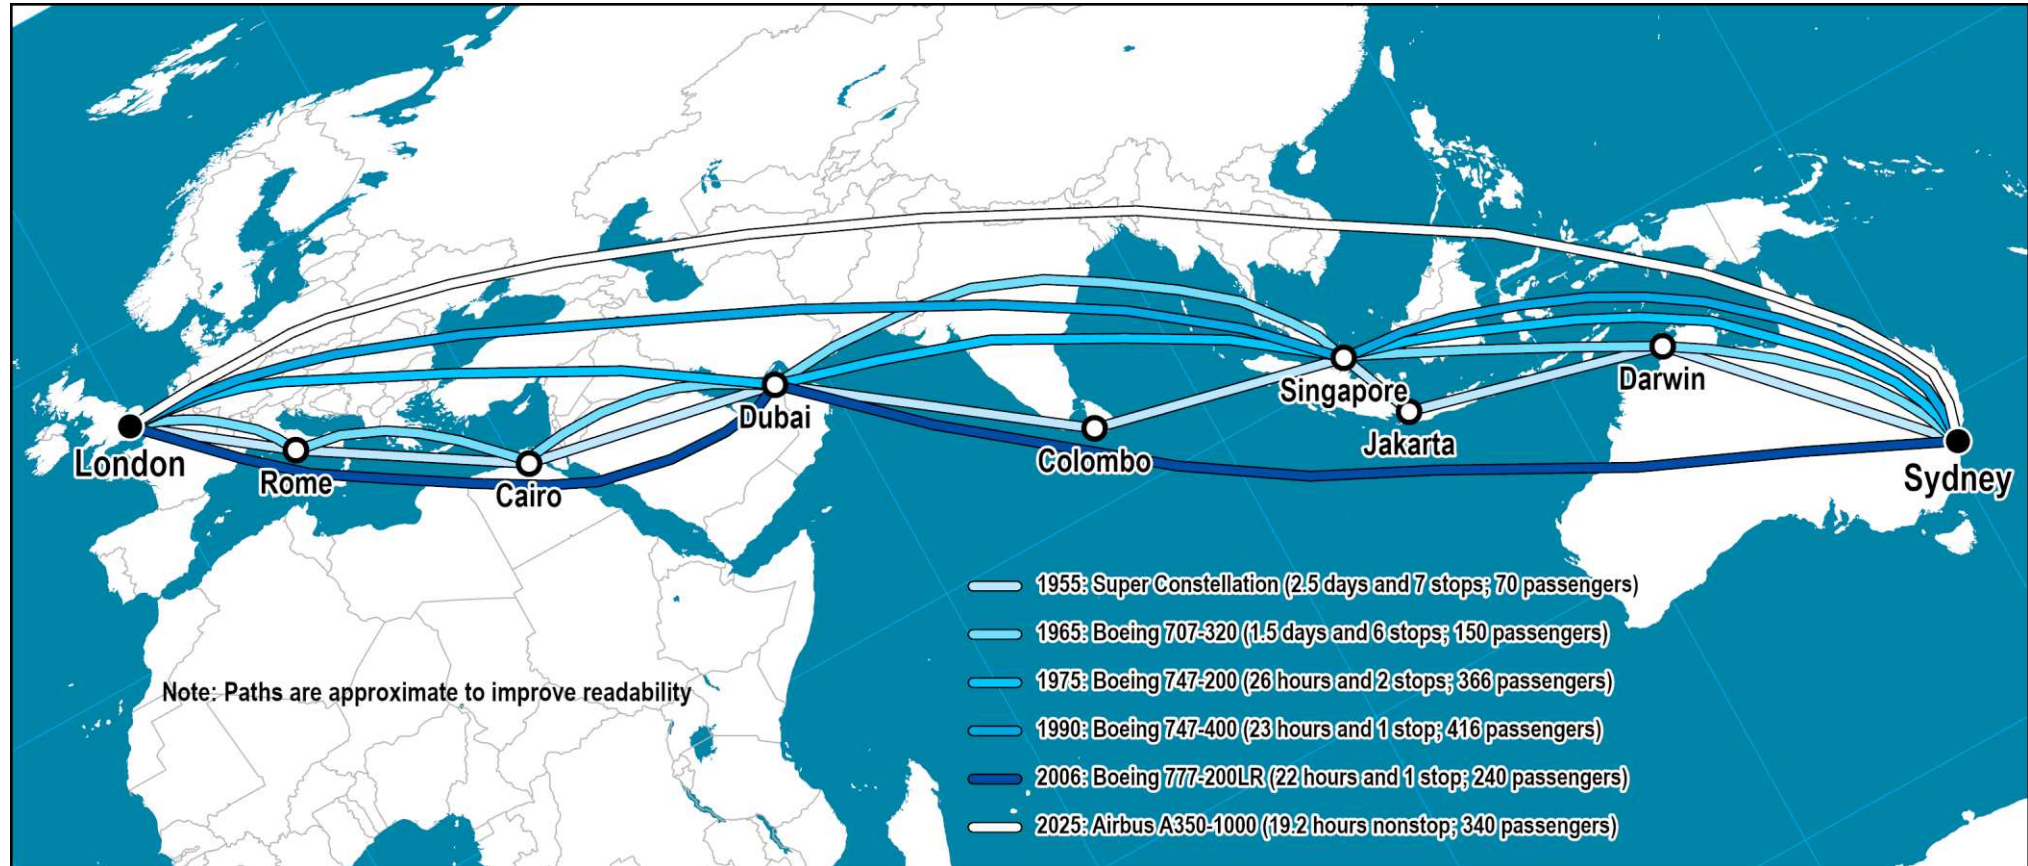 London
Rome
Cairo
Dubai
Colombo
Singapore
Jakarta
Darwin
Sydney
1955: Super Constellation (2.5 days and 7 stops; 70 passengers)
1965: Boeing 707-320 (1.5 days and 6 stops; 150 passengers)
1975: Boeing 747-200 (26 hours and 2 stops; 366 passengers)
1990: Boeing 747-400 (23 hours and 1 stop; 416 passengers)
2006: Boeing 777-200LR (22 hours and 1 stop; 240 passengers)
2025: Airbus A350-1000 (19.2 hours nonstop; 340 passengers)
Note: Paths are approximate to improve readability